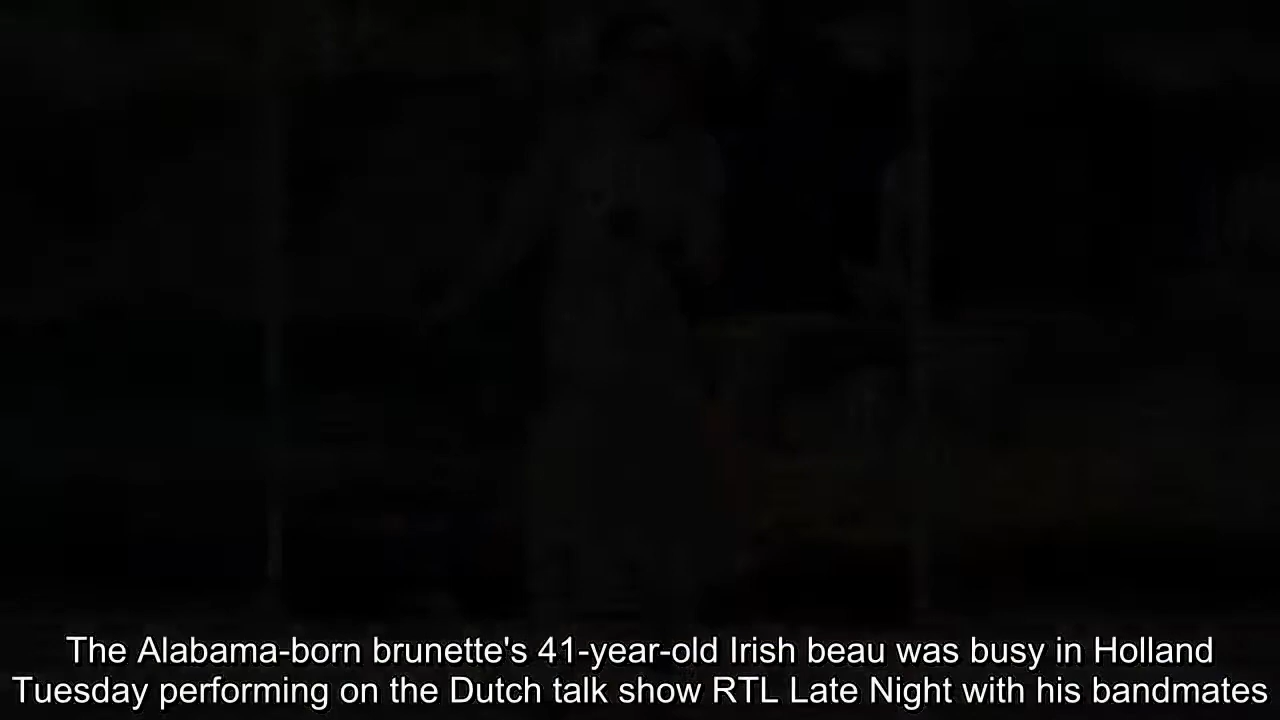 The Alabama-born brunette's 41-year-old Irish beau was busy in Holland
Tuesday performing on the Dutch talk show RTL Late Night with his bandmates